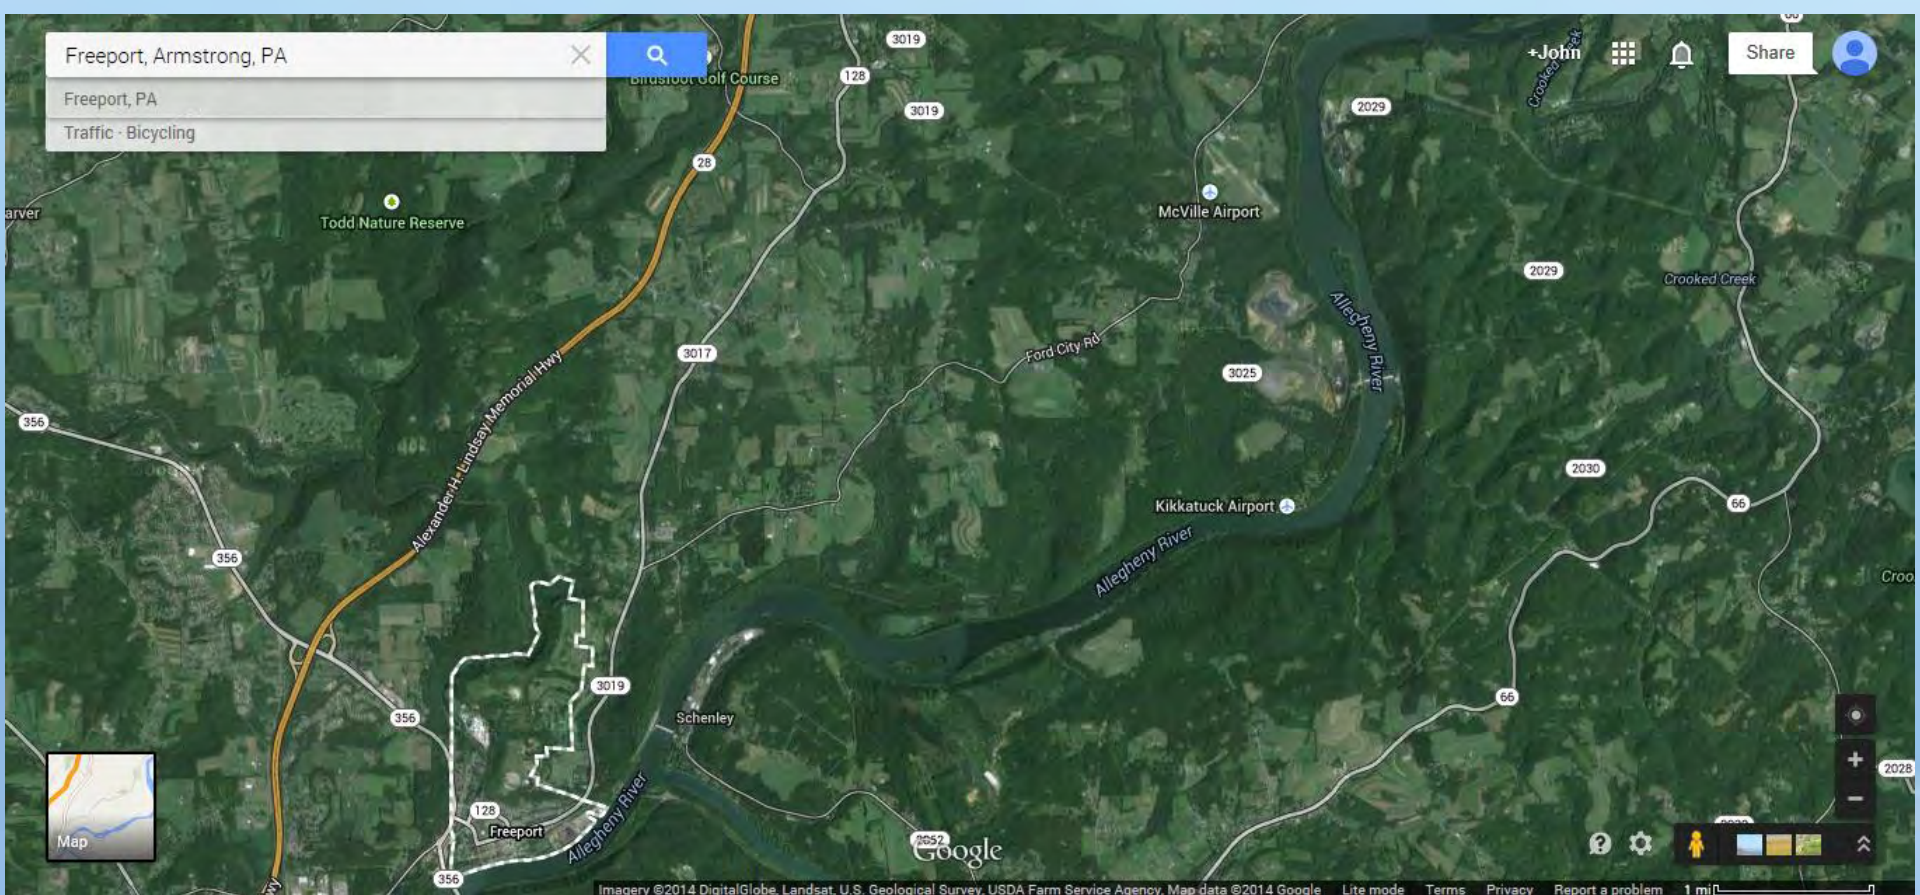 Freeport, Armstrong, PA
Freeport, PA
Traffic · Bicycling
+John
Share
3019
Birdsfoot Golf Course
128
3019
2029
Crooked Creek
66
28
McVille Airport
Todd Nature Reserve
arver
2029
Crooked Creek
Allegheny River
Ford City Rd
3017
3025
Alexander H. Lindsay Memorial Hwy
356
2030
66
Kikkatuck Airport
Allegheny River
356
Croo
3019
66
356
Schenley
2028
Allegheny River
128
Freeport
356
Map
Google
Imagery ©2014 DigitalGlobe, Landsat, U.S. Geological Survey, USDA Farm Service Agency, Map data ©2014 Google Lite mode Terms Privacy Report a problem 1 mi